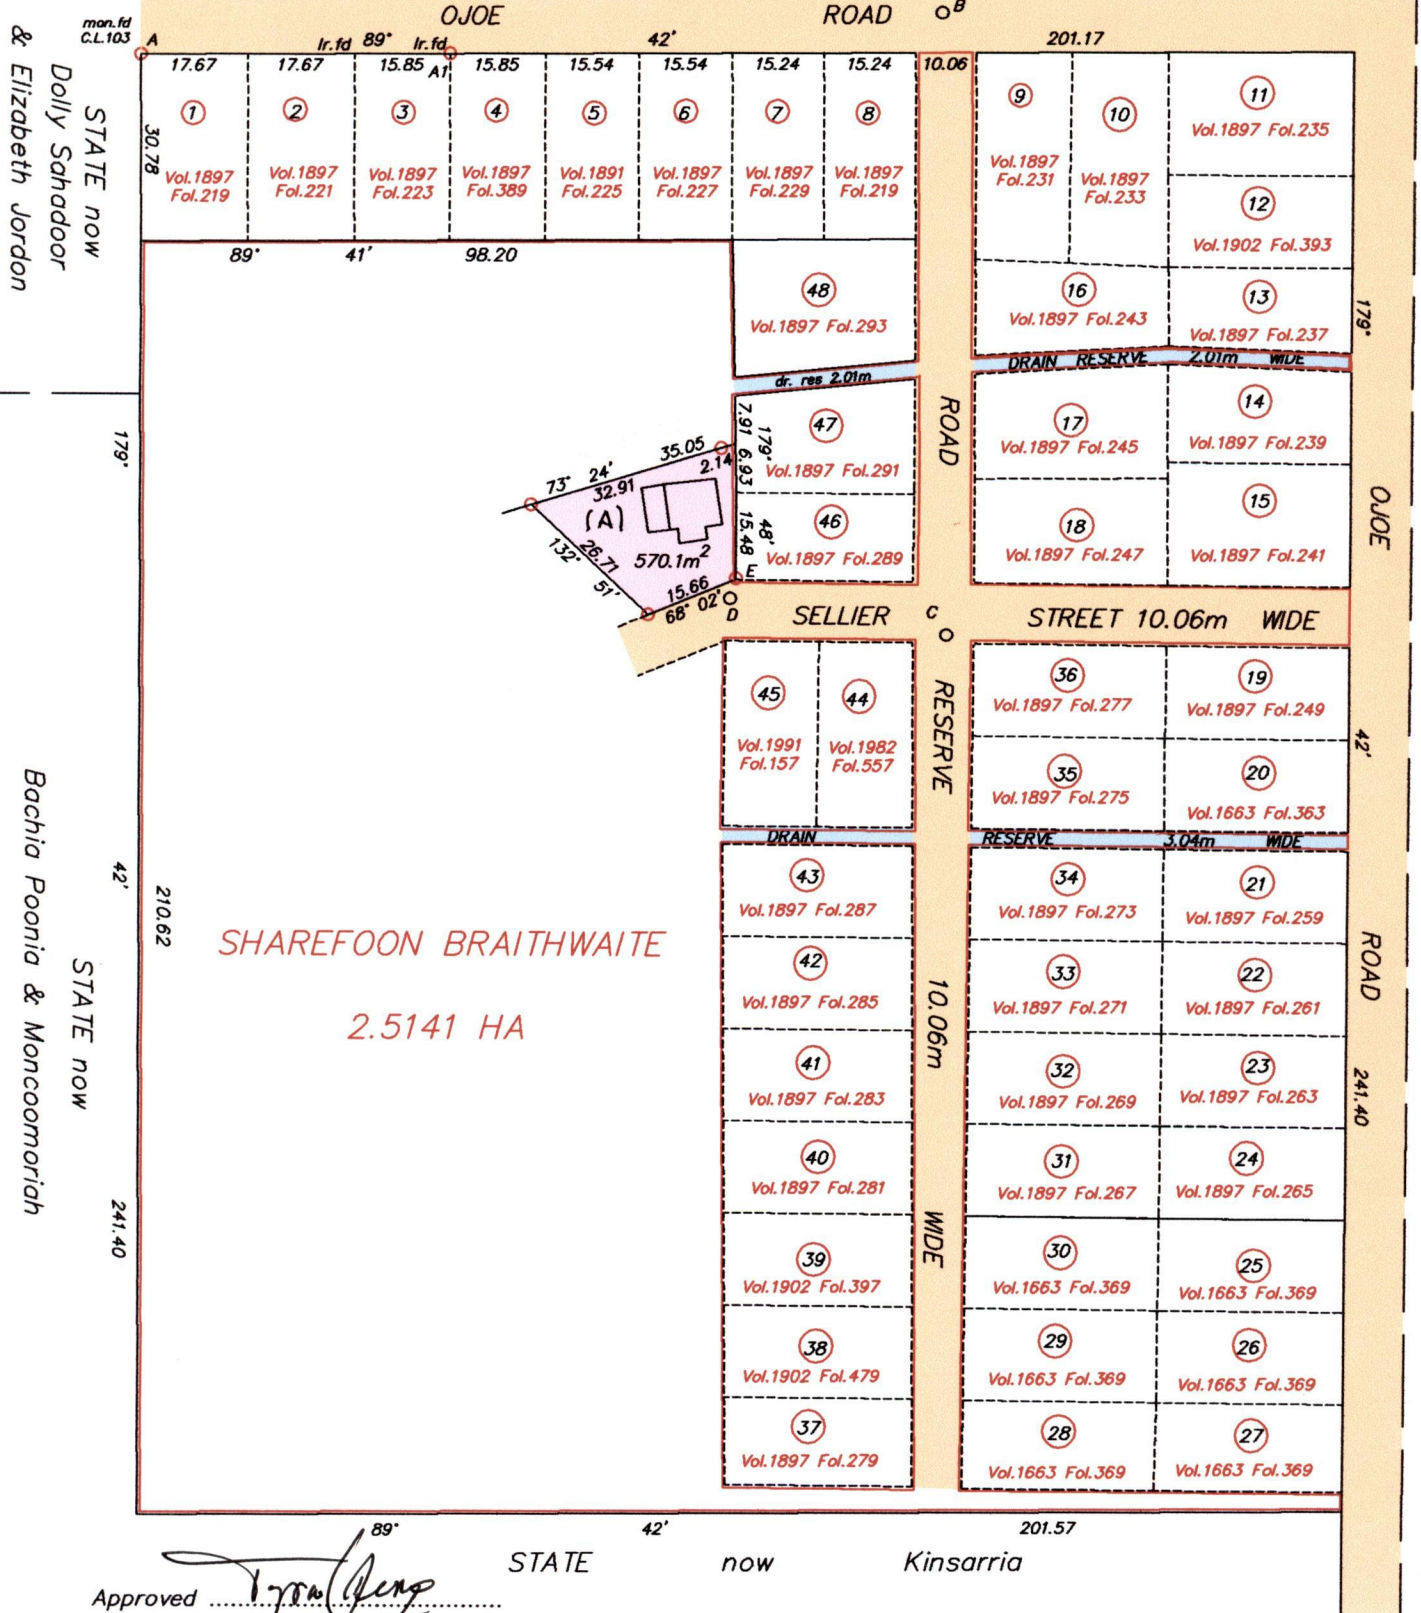 OJOE ROAD B
mon.fd
C.L.103 A
Ir.fd 89° Ir.fd 42' 201.17
17.67 17.67 15.85 A1 15.85 15.54 15.54 15.24 15.24 10.06
1 2 3 4 5 6 7 8
Vol.1897 Fol.219
Vol.1897 Fol.221
Vol.1897 Fol.223
Vol.1897 Fol.389
Vol.1891 Fol.225
Vol.1897 Fol.227
Vol.1897 Fol.229
Vol.1897 Fol.219
30.78
9
Vol.1897
Fol.231
10
Vol.1897
Fol.233
11
Vol.1897 Fol.235
12
Vol.1902 Fol.393
13
Vol.1897 Fol.237
16
Vol.1897 Fol.243
STATE now
Dolly Sahadoor
& Elizabeth Jordon
89° 41' 98.20
48
Vol.1897 Fol.293
dr. res 2.01m
DRAIN RESERVE 2.01m WIDE
179°
179°
47
Vol.1897 Fol.291
46
Vol.1897 Fol.289
7.91 6.93 15.48
179° 48'
35.05
2.14
73° 24'
32.91
(A)
570.1m²
26.71
132° 51'
15.66
68° 02'
E
D
17
Vol.1897 Fol.245
14
Vol.1897 Fol.239
18
Vol.1897 Fol.247
15
Vol.1897 Fol.241
ROAD
OJOE
SELLIER C STREET 10.06m WIDE
45
Vol.1991
Fol.157
44
Vol.1982
Fol.557
RESERVE
36
Vol.1897 Fol.277
19
Vol.1897 Fol.249
35
Vol.1897 Fol.275
20
Vol.1663 Fol.363
42'
DRAIN RESERVE 3.04m WIDE
43
Vol.1897 Fol.287
34
Vol.1897 Fol.273
21
Vol.1897 Fol.259
42
Vol.1897 Fol.285
33
Vol.1897 Fol.271
22
Vol.1897 Fol.261
ROAD
10.06m
41
Vol.1897 Fol.283
32
Vol.1897 Fol.269
23
Vol.1897 Fol.263
241.40
40
Vol.1897 Fol.281
31
Vol.1897 Fol.267
24
Vol.1897 Fol.265
WIDE
39
Vol.1902 Fol.397
30
Vol.1663 Fol.369
25
Vol.1663 Fol.369
38
Vol.1902 Fol.479
29
Vol.1663 Fol.369
26
Vol.1663 Fol.369
37
Vol.1897 Fol.279
28
Vol.1663 Fol.369
27
Vol.1663 Fol.369
42'
210.62
SHAREFOON BRAITHWAITE
2.5141 HA
STATE now
Bachia Poonia & Moncoomoriah
241.40
89° 42' 201.57
STATE now Kinsarria
Approved